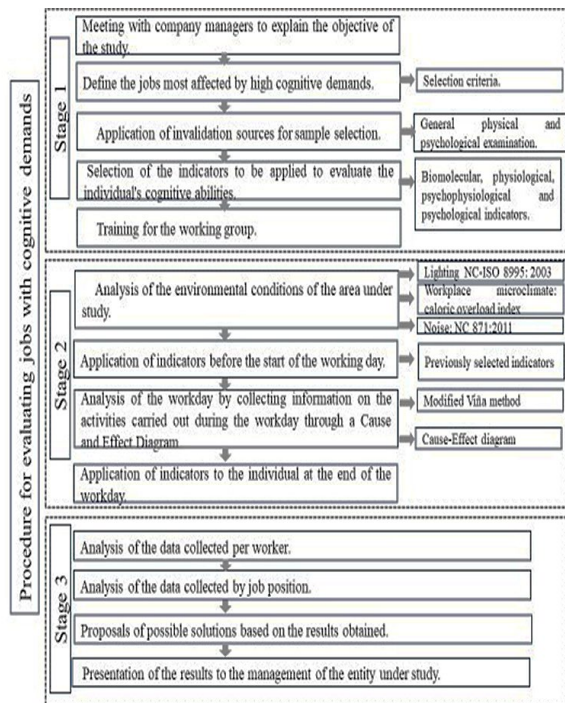 Procedure for evaluating jobs with cognitive demands
Stage 1
Meeting with company managers to explain the objective of
the study.
Define the jobs most affected by high cognitive demands.
Selection criteria.
Application of invalidation sources for sample selection.
General physical and
psychological examination.
Selection of the indicators to be applied to evaluate the
individual's cognitive abilities.
Biomolecular, physiological,
psychophysiological and
psychological indicators.
Training for the working group.
Stage 2
Analysis of the environmental conditions of the area under
study.
Lighting NC-ISO 8995: 2003
Workplace microclimate:
caloric overload index
Noise: NC 871:2011
Application of indicators before the start of the working day.
Previously selected indicators
Analysis of the workday by collecting information on the
activities carried out during the workday through a Cause
and Effect Diagram
Modified Viña method
Cause-Effect diagram
Application of indicators to the individual at the end of the
workday.
Stage 3
Analysis of the data collected per worker.
Analysis of the data collected by job position.
Proposals of possible solutions based on the results obtained.
Presentation of the results to the management of the entity under study.